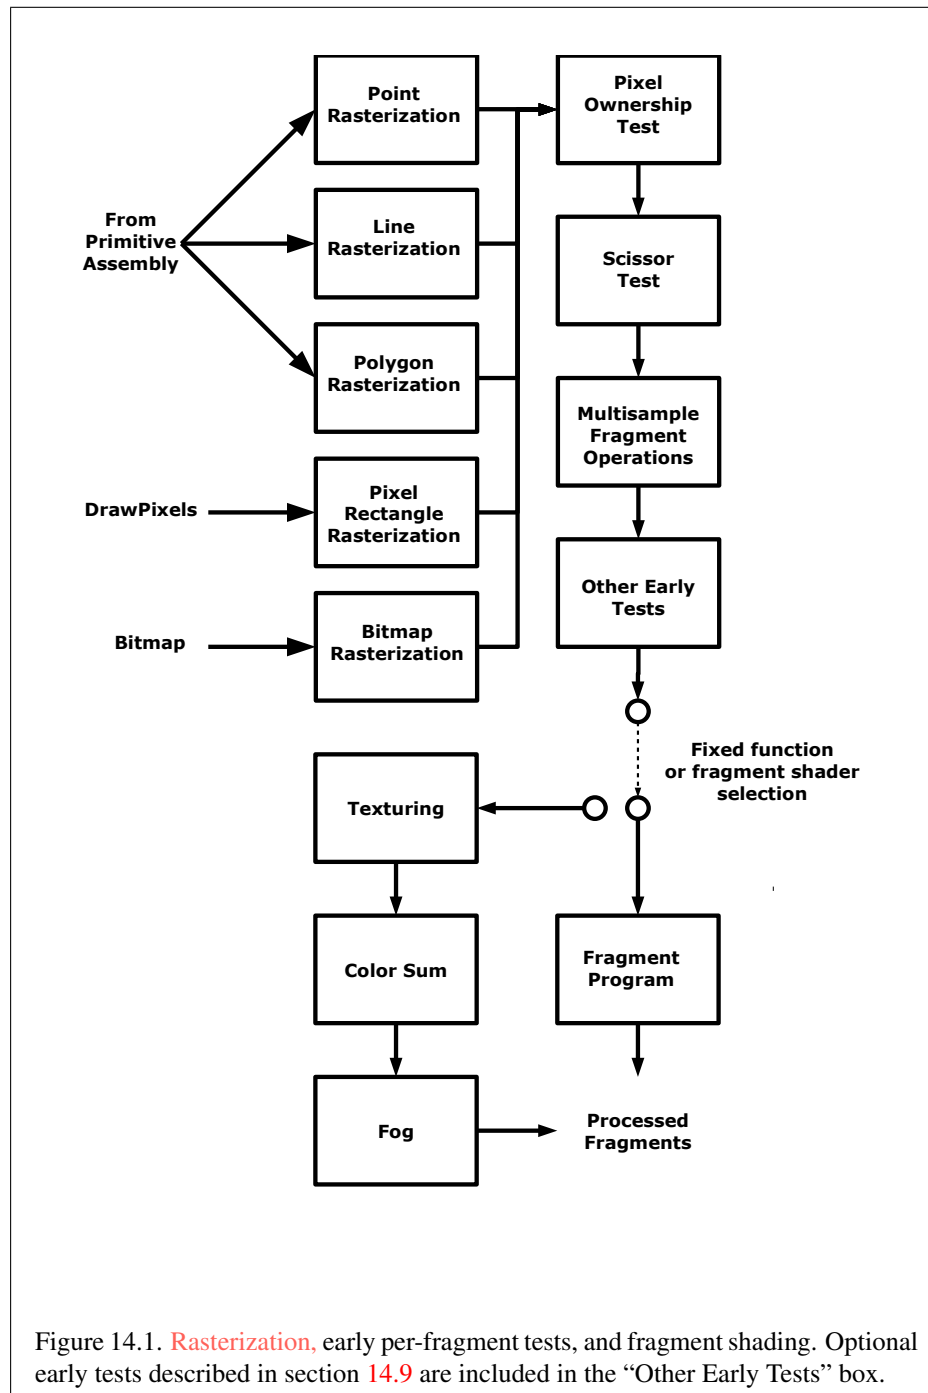 Point
Rasterization
Pixel
Ownership
Test
From
Primitive
Assembly
Line
Rasterization
Scissor
Test
Polygon
Rasterization
Multisample
Fragment
Operations
DrawPixels
Pixel
Rectangle
Rasterization
Other Early
Tests
Bitmap
Bitmap
Rasterization
Fixed function
or fragment shader
selection
Texturing
Color Sum
Fragment
Program
Fog
Processed
Fragments
Figure 14.1. Rasterization, early per-fragment tests, and fragment shading. Optional
early tests described in section 14.9 are included in the “Other Early Tests” box.